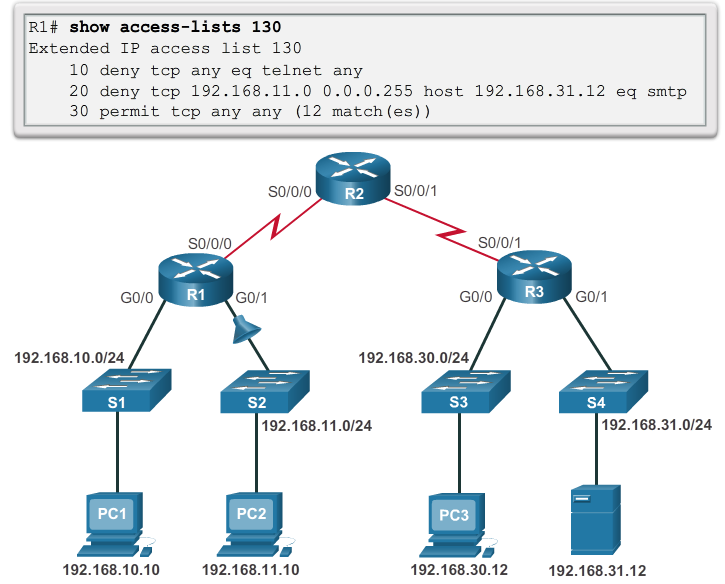 R1# show access-lists 130
Extended IP access list 130
10 deny tcp any eq telnet any
20 deny tcp 192.168.11.0 0.0.0.255 host 192.168.31.12 eq smtp
30 permit tcp any any (12 match(es))
S0/0/0
R2
S0/0/1
S0/0/0
S0/0/1
G0/0
R1
G0/1
G0/0
R3
G0/1
192.168.10.0/24
192.168.30.0/24
S1
S2
S3
S4
192.168.11.0/24
192.168.31.0/24
PC1
PC2
PC3
192.168.10.10
192.168.11.10
192.168.30.12
192.168.31.12